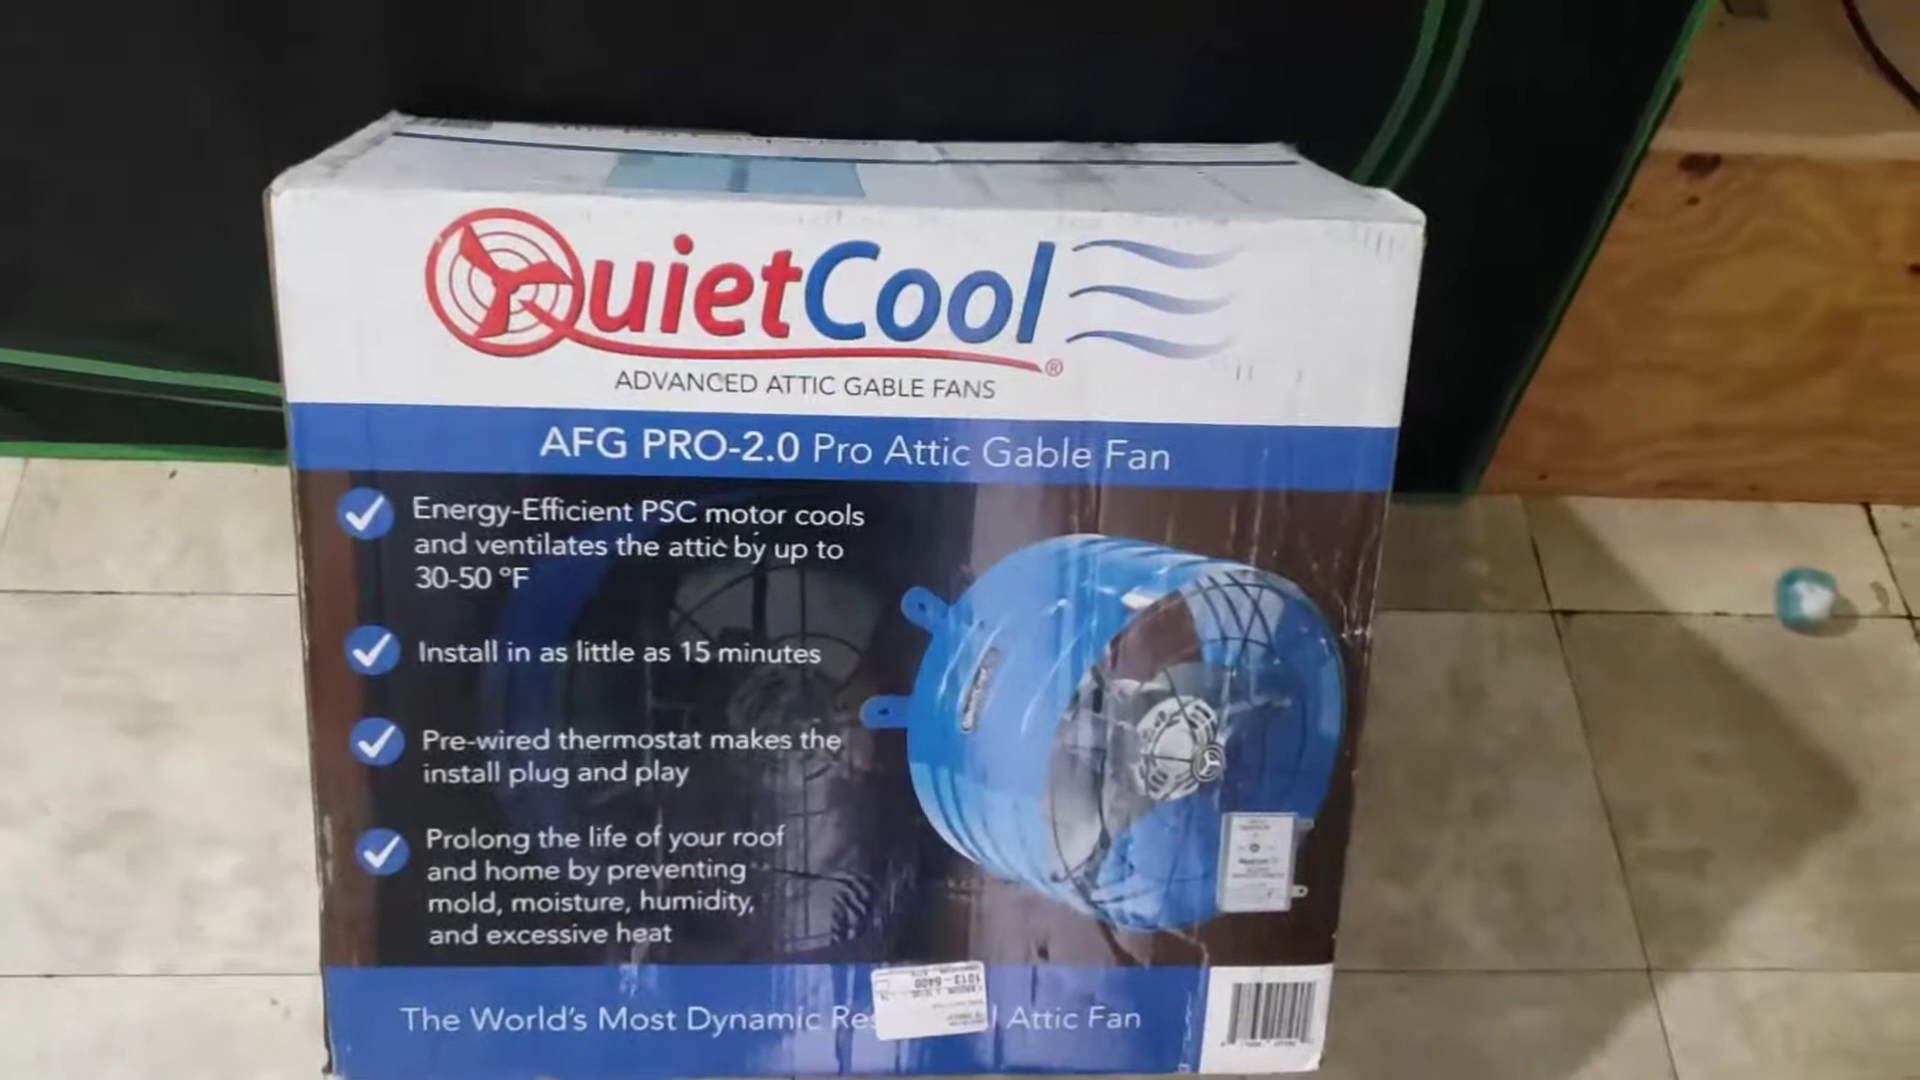 QuietCool®
ADVANCED ATTIC GABLE FANS
AFG PRO-2.0 Pro Attic Gable Fan
Energy-Efficient PSC motor cools
and ventilates the attic by up to
30-50 °F
Install in as little as 15 minutes
Pre-wired thermostat makes the
install plug and play
Prolong the life of your roof
and home by preventing
mold, moisture, humidity,
and excessive heat
1013-6400
The World's Most Dynamic Attic Fan